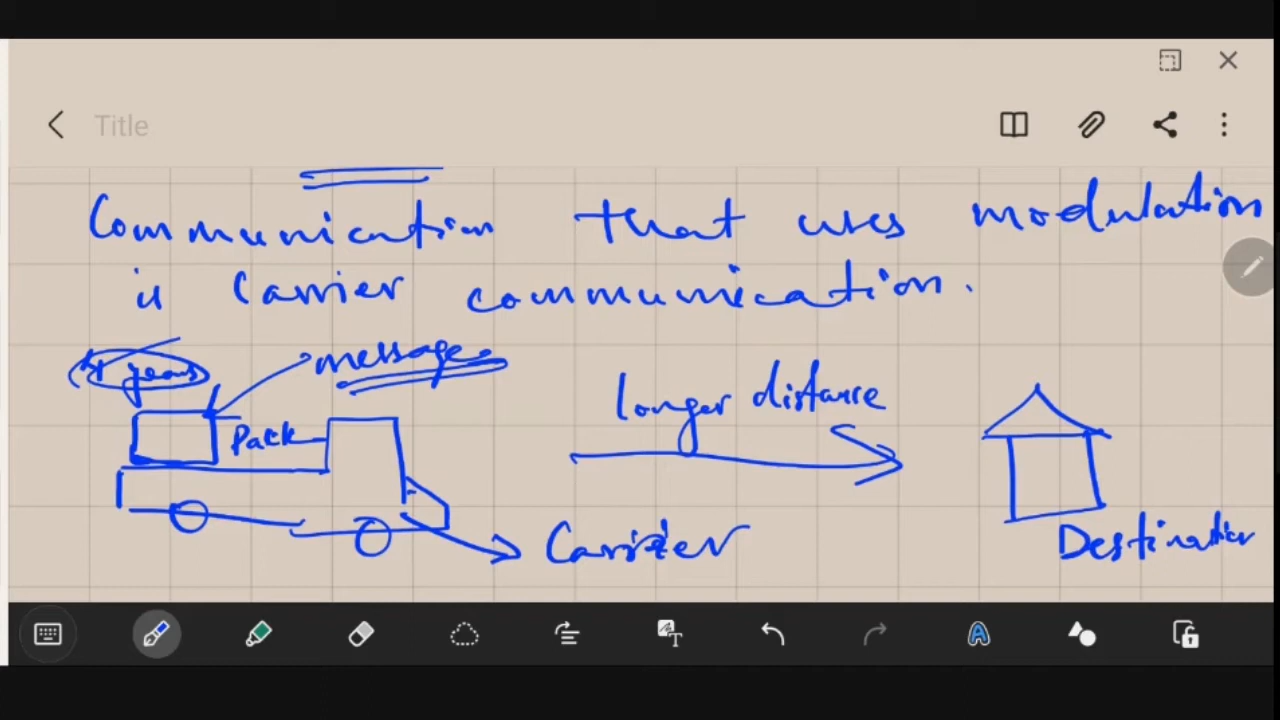 Title
Communication that uses modulation
is Carrier communication.
message
Pack
longer distance
Carrier
Destination